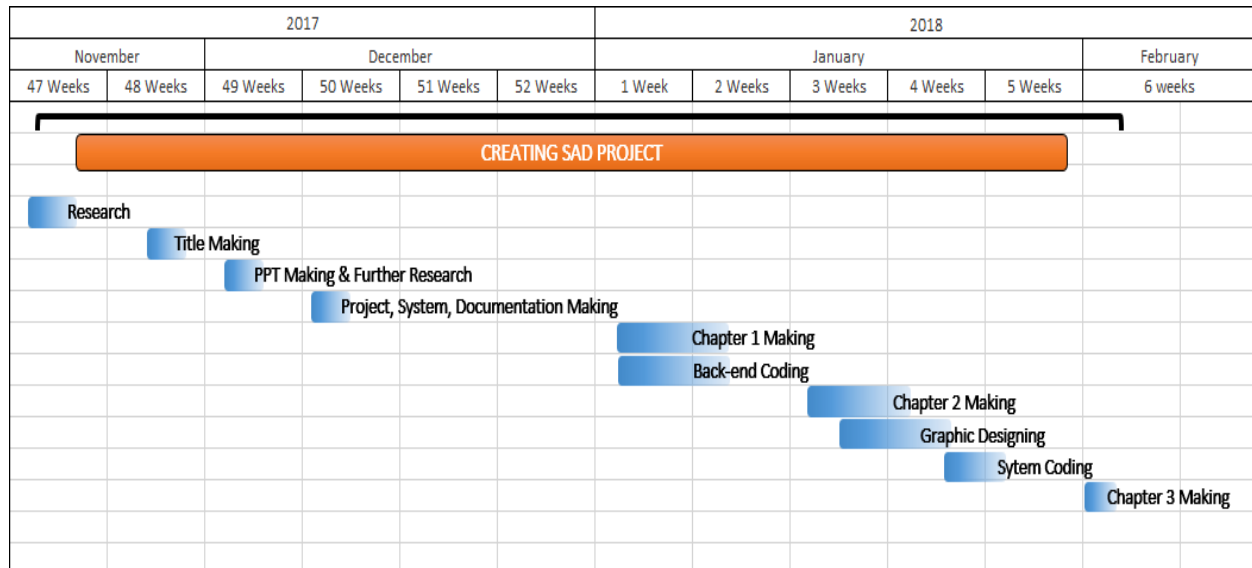 2017 2018
November December January February
47 Weeks 48 Weeks 49 Weeks 50 Weeks 51 Weeks 52 Weeks 1 Week 2 Weeks 3 Weeks 4 Weeks 5 Weeks 6 weeks
CREATING SAD PROJECT
Research
Title Making
PPT Making & Further Research
Project, System, Documentation Making
Chapter 1 Making
Back-end Coding
Chapter 2 Making
Graphic Designing
Sytem Coding
Chapter 3 Making